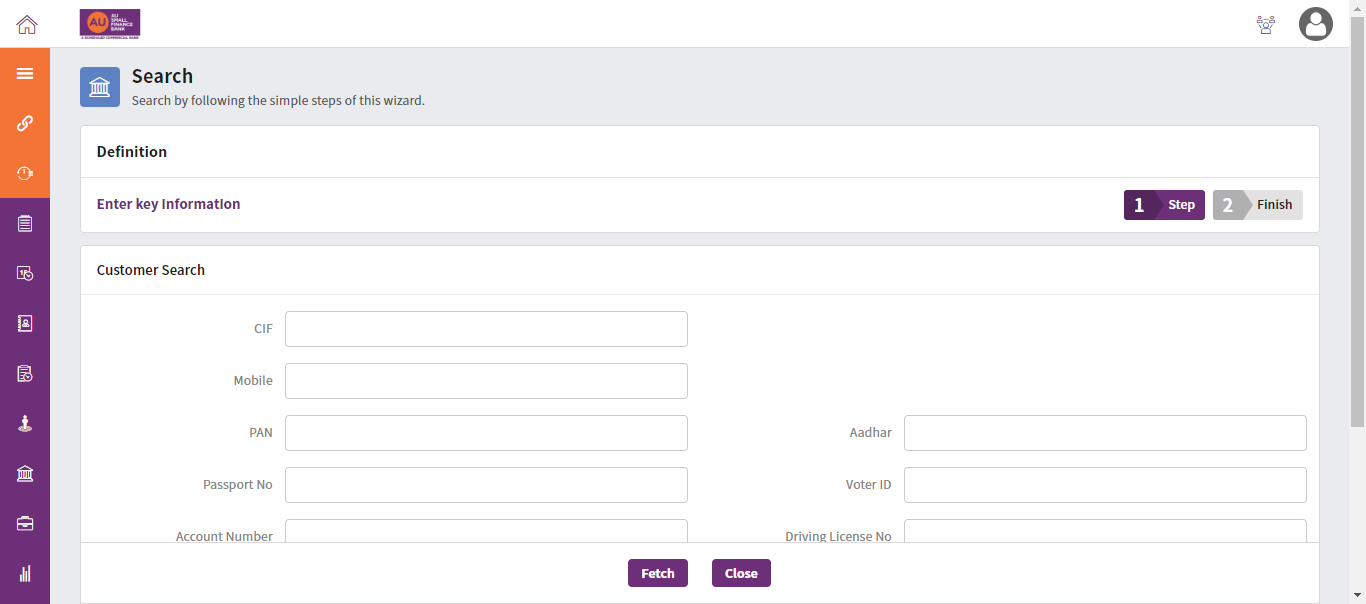 AU
AU
SMALL
FINANCE
BANK
A SCHEDULED COMMERCIAL BANK
Search
Search by following the simple steps of this wizard.
Definition
Enter key Information
1 Step 2 Finish
Customer Search
CIF
Mobile
PAN Aadhar
Passport No Voter ID
Account Number Driving License No
Fetch Close